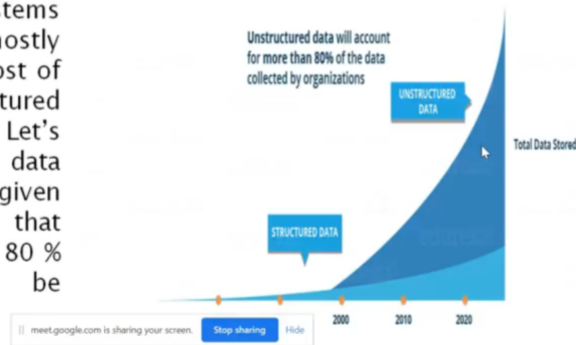 stems
mostly
ost of
tured
Let's
data
given
that
80 %
be
Unstructured data will account
for more than 80% of the data
collected by organizations
UNSTRUCTURED
DATA
Total Data Stored
STRUCTURED DATA
2000
2010
2020
meet.google.com is sharing your screen.
Stop sharing
Hide